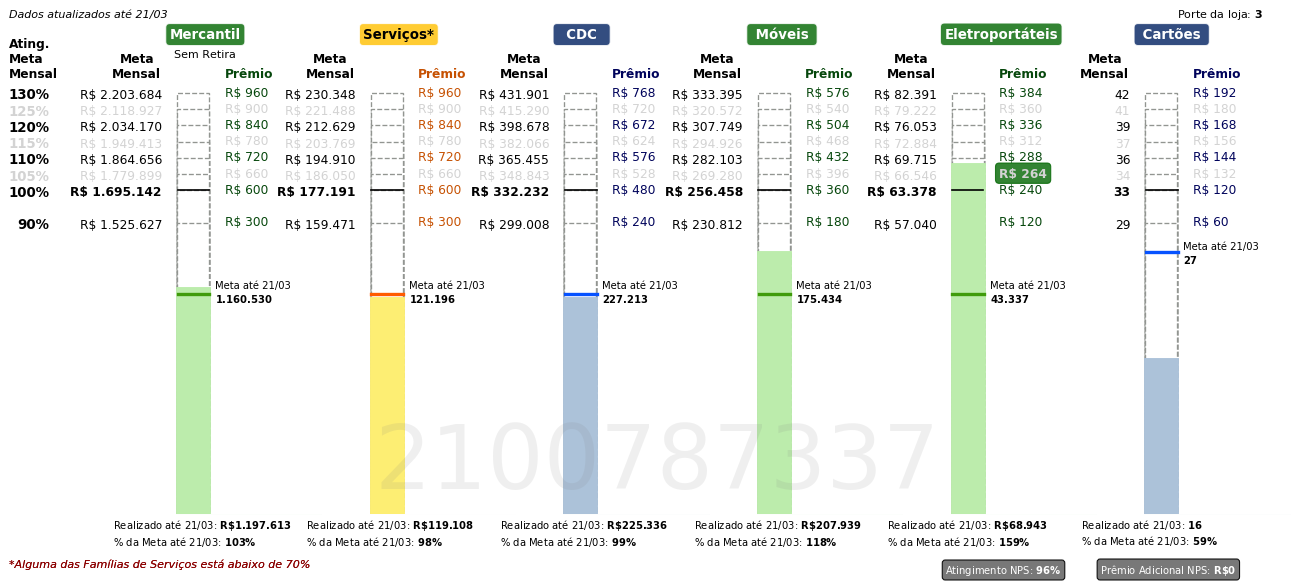 Dados atualizados até 21/03
Porte da loja: 3
Mercantil Serviços* CDC Móveis Eletroportáteis Cartões
Sem Retira
Ating. Meta Mensal
Meta Mensal Prêmio Meta Mensal Prêmio Meta Mensal Prêmio Meta Mensal Prêmio Meta Mensal Prêmio Meta Mensal Prêmio
130% R$ 2.203.684 R$ 960 R$ 230.348 R$ 960 R$ 431.901 R$ 768 R$ 333.395 R$ 576 R$ 82.391 R$ 384 42 R$ 192
125% R$ 2.118.927 R$ 900 R$ 221.488 R$ 900 R$ 415.290 R$ 720 R$ 320.572 R$ 540 R$ 79.222 R$ 360 41 R$ 180
120% R$ 2.034.170 R$ 840 R$ 212.629 R$ 840 R$ 398.678 R$ 672 R$ 307.749 R$ 504 R$ 76.053 R$ 336 39 R$ 168
115% R$ 1.949.413 R$ 780 R$ 203.769 R$ 780 R$ 382.066 R$ 624 R$ 294.926 R$ 468 R$ 72.884 R$ 312 37 R$ 156
110% R$ 1.864.656 R$ 720 R$ 194.910 R$ 720 R$ 365.455 R$ 576 R$ 282.103 R$ 432 R$ 69.715 R$ 288 36 R$ 144
105% R$ 1.779.899 R$ 660 R$ 186.050 R$ 660 R$ 348.843 R$ 528 R$ 269.280 R$ 396 R$ 66.546 R$ 264 34 R$ 132
100% R$ 1.695.142 R$ 600 R$ 177.191 R$ 600 R$ 332.232 R$ 480 R$ 256.458 R$ 360 R$ 63.378 R$ 240 33 R$ 120
90% R$ 1.525.627 R$ 300 R$ 159.471 R$ 300 R$ 299.008 R$ 240 R$ 230.812 R$ 180 R$ 57.040 R$ 120 29 R$ 60
Meta até 21/03
27
Meta até 21/03 Meta até 21/03 Meta até 21/03 Meta até 21/03 Meta até 21/03
1.160.530 121.196 227.213 175.434 43.337
2100787337
Realizado até 21/03: R$1.197.613 Realizado até 21/03: R$119.108 Realizado até 21/03: R$225.336 Realizado até 21/03: R$207.939 Realizado até 21/03: R$68.943 Realizado até 21/03: 16
% da Meta até 21/03: 103% % da Meta até 21/03: 98% % da Meta até 21/03: 99% % da Meta até 21/03: 118% % da Meta até 21/03: 159% % da Meta até 21/03: 59%
*Alguma das Famílias de Serviços está abaixo de 70%
Atingimento NPS: 96% Prêmio Adicional NPS: R$0